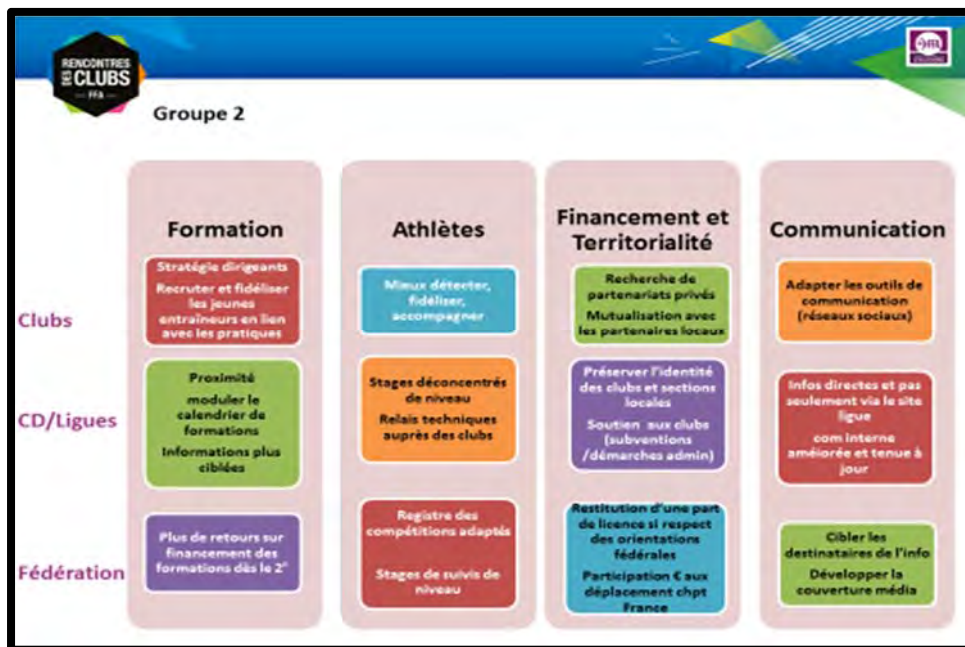 RENCONTRES
DES CLUBS
FFA
Groupe 2
Formation
Athlètes
Financement et
Territorialité
Communication
Clubs
Stratégie dirigeants
Recruter et fidéliser
les jeunes
entraîneurs en lien
avec les pratiques
Mieux détecter,
fidéliser,
accompagner
Recherche de
partenariats privés
Mutualisation avec
les partenaires locaux
Adapter les outils de
communication
(réseaux sociaux)
CD/Ligues
Proximité
moduler le
calendrier de
formations
Informations plus
ciblées
Stages déconcentrés
de niveau
Relais techniques
auprès des clubs
Préserver l'identité
des clubs et sections
locales
Soutien aux clubs
(subventions
/démarches admin)
Infos directes et pas
seulement via le site
ligue
com interne
améiorée et tenue à
jour
Fédération
Plus de retours sur
financement des
formations dès le 2°
Registre des
compétitions adaptés
Stages de suivis de
niveau
Restitution d'une part
de licence si respect
des orientations
fédérales
Participation € aux
déplacement chpt
France
Cibler les
destinataires de l'info
Développer la
couverture média